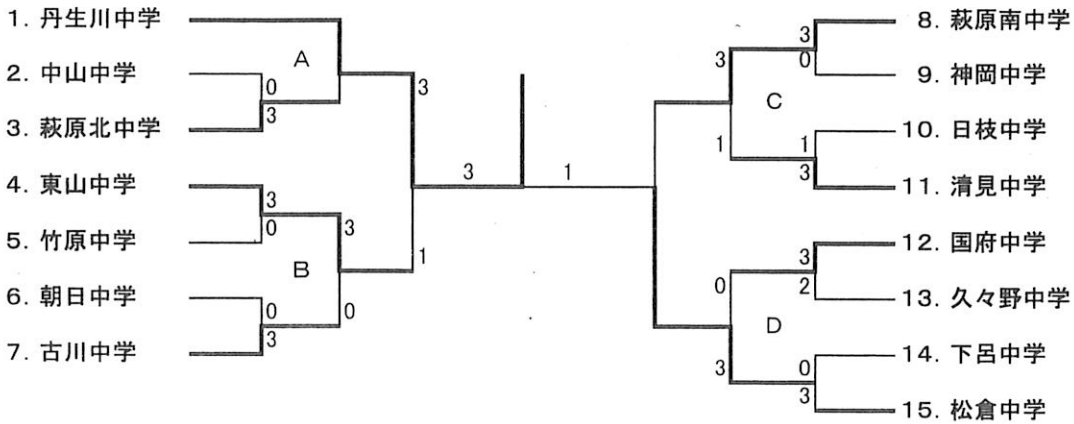 1. 丹生川中学
2. 中山中学
3. 萩原北中学
4. 東山中学
5. 竹原中学
6. 朝日中学
7. 古川中学
A
0
3
3
0
B
3
0
0
3
3
1
3
1
3
1
C
3
0
1
3
0
3
D
3
2
0
3
8. 萩原南中学
9. 神岡中学
10. 日枝中学
11. 清見中学
12. 国府中学
13. 久々野中学
14. 下呂中学
15. 松倉中学